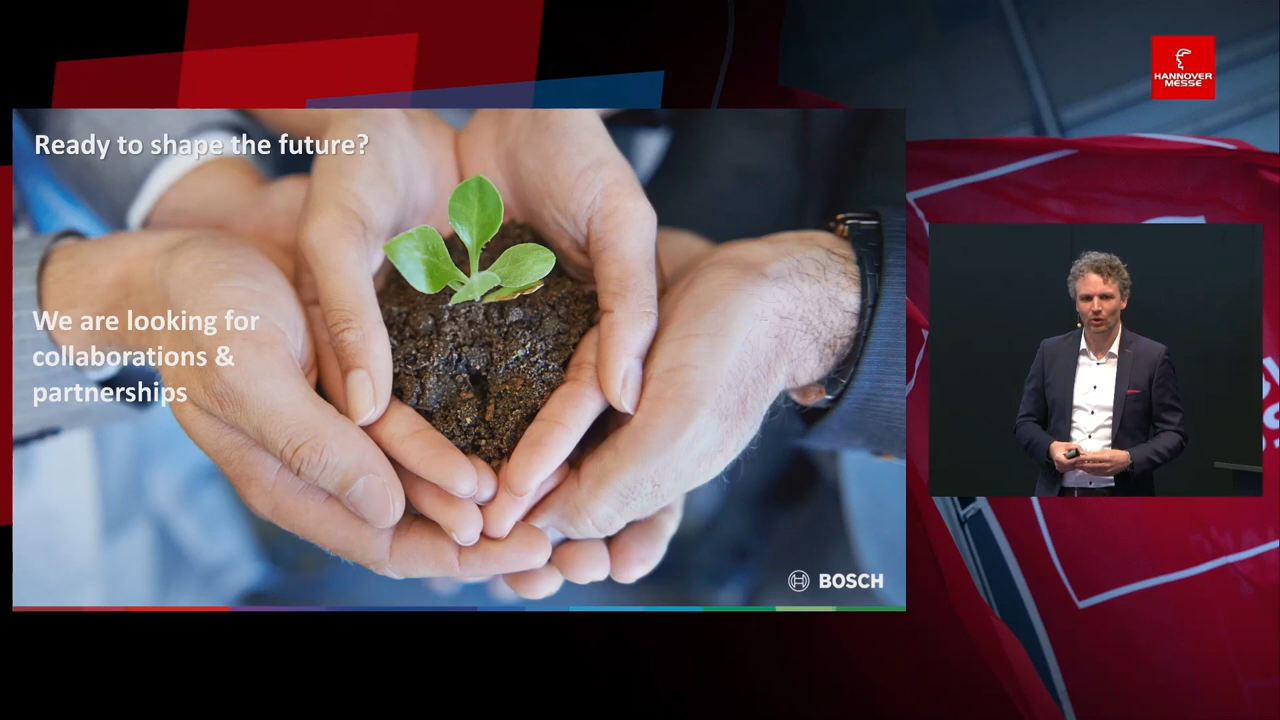 HANNOVER
MESSE
Ready to shape the future?
We are looking for
collaborations &
partnerships
BOSCH